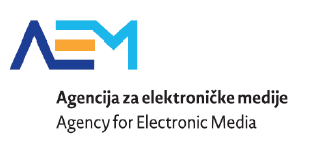 AEM
Agencija za elektroničke medije
Agency for Electronic Media